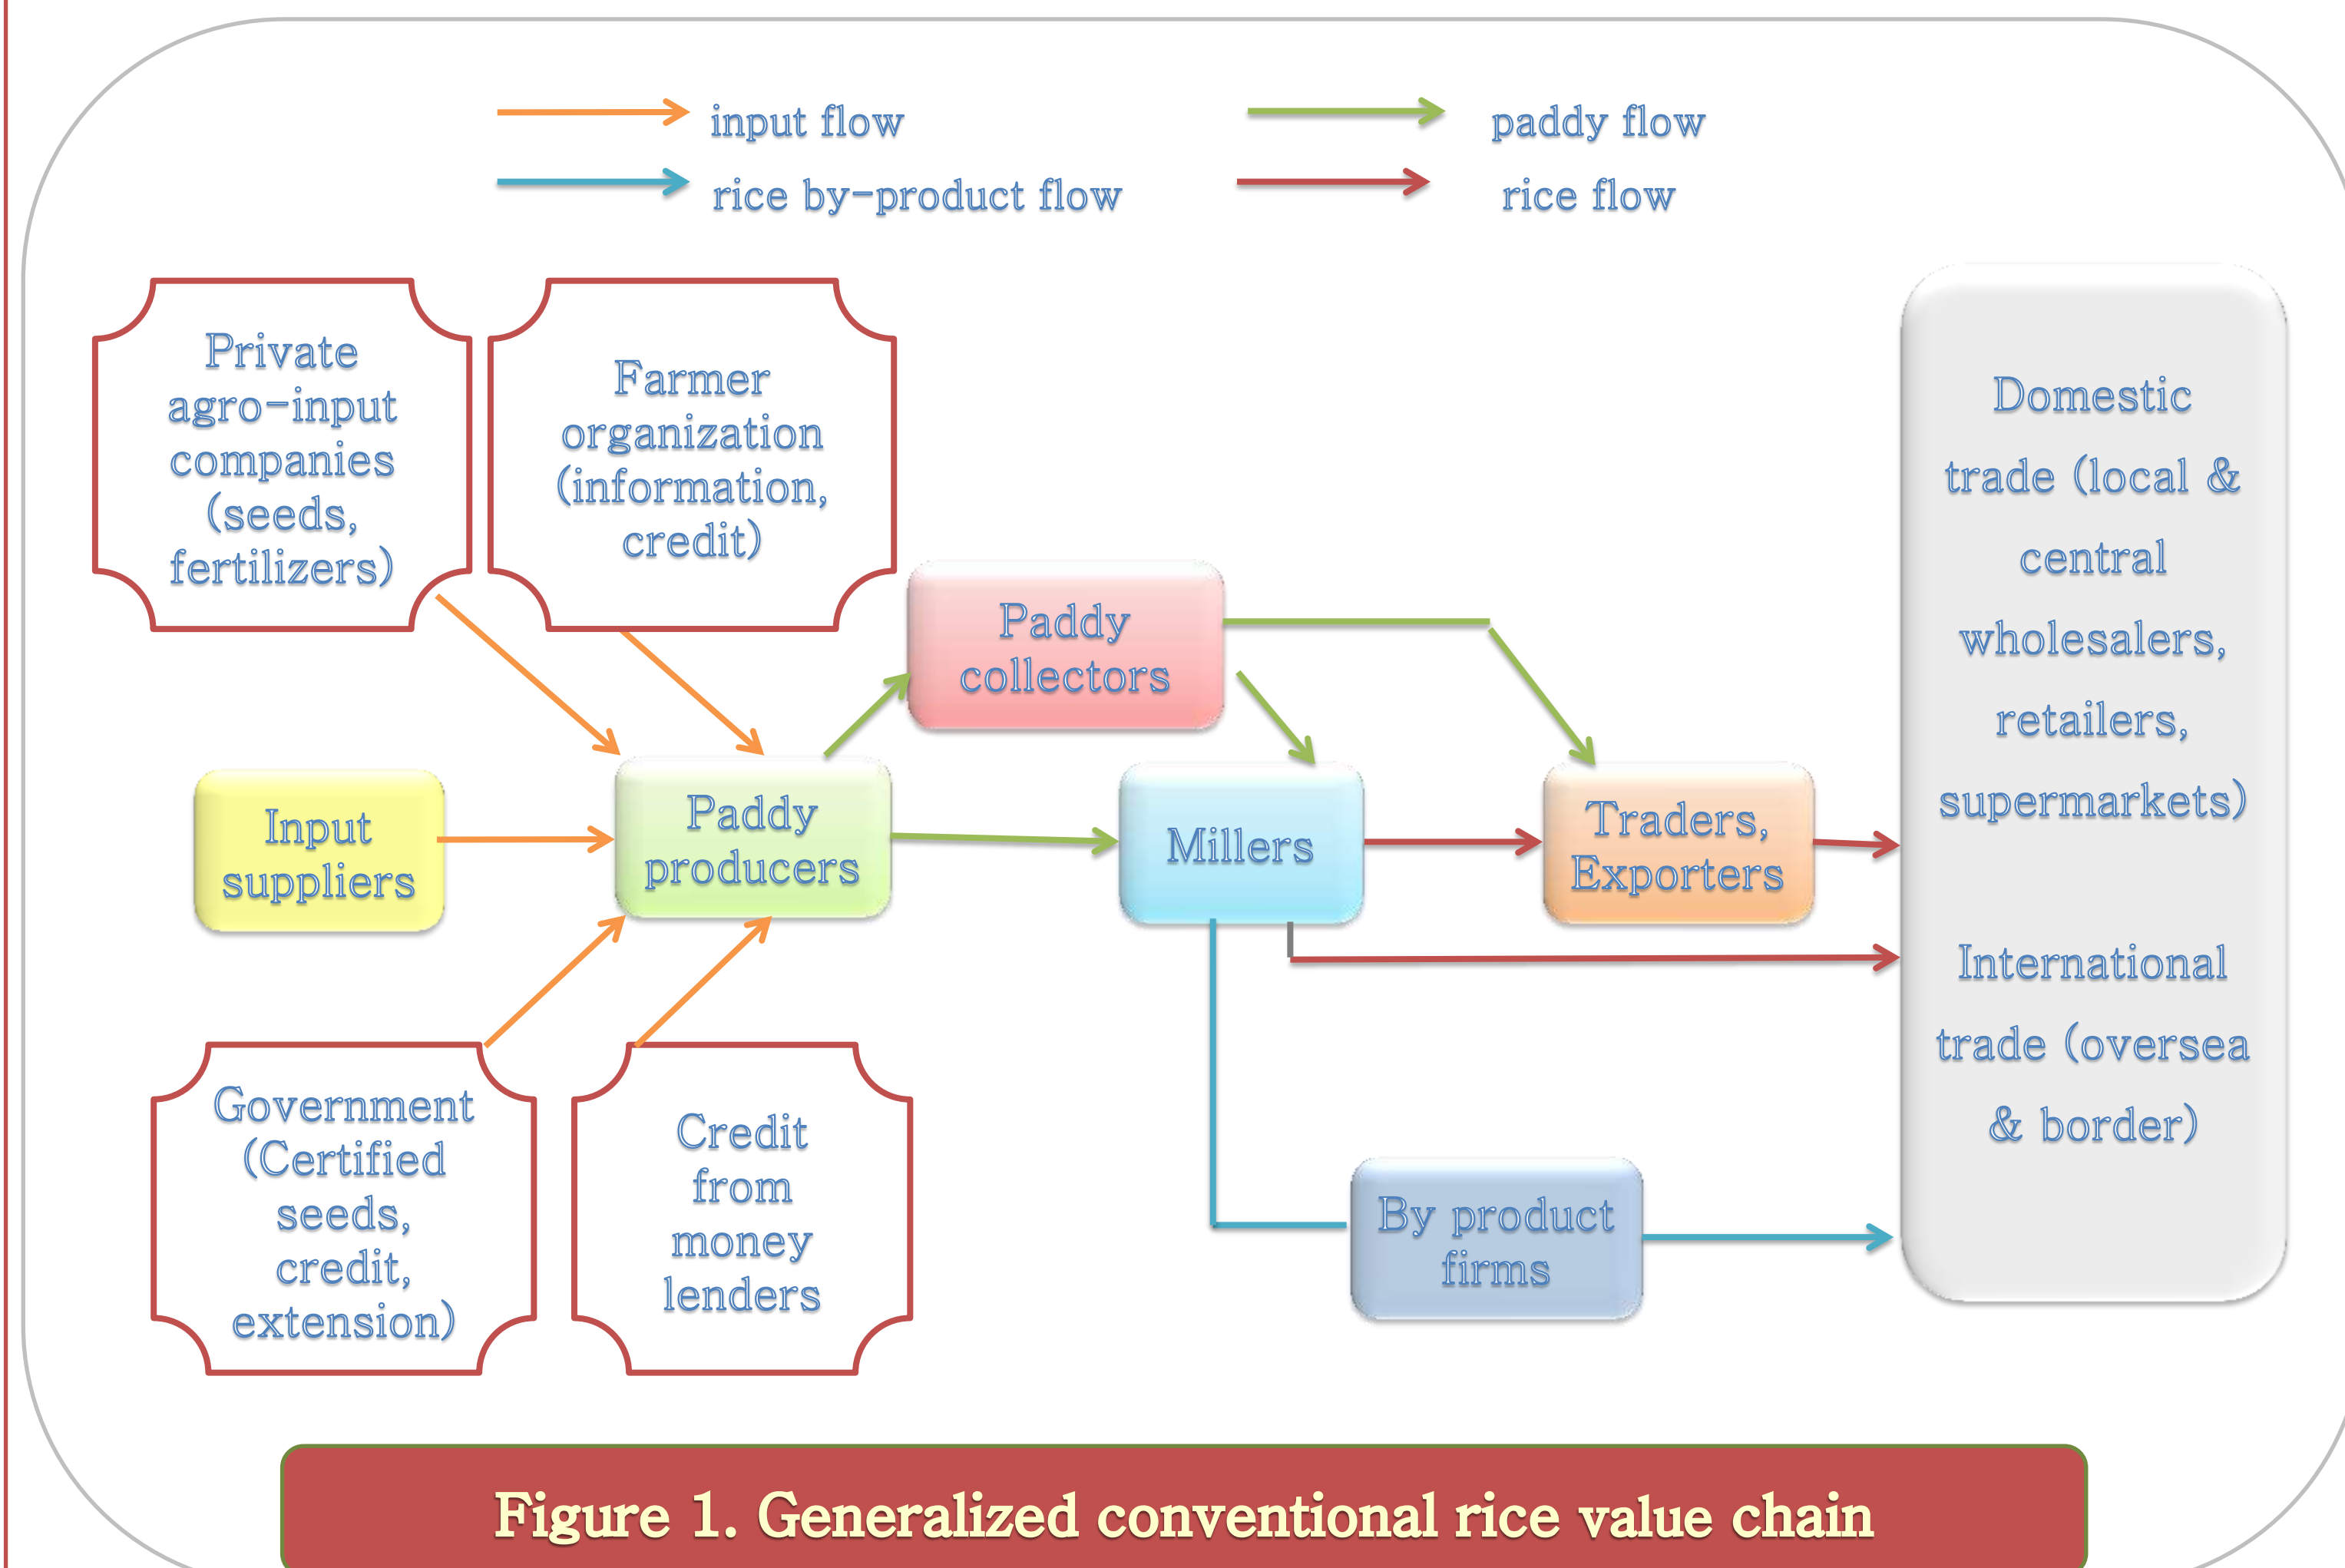 input flow
paddy flow
rice by-product flow
rice flow
Private
agro-input
companies
(seeds,
fertilizers)
Farmer
organization
(information,
credit)
Paddy
collectors
Input
suppliers
Paddy
producers
Millers
Traders,
Exporters
Domestic
trade (local &
central
wholesalers,
retailers,
supermarkets)
International
trade (oversea
& border)
Government
(Certified
seeds,
credit,
extension)
Credit
from
money
lenders
By product
firms
Figure 1. Generalized conventional rice value chain